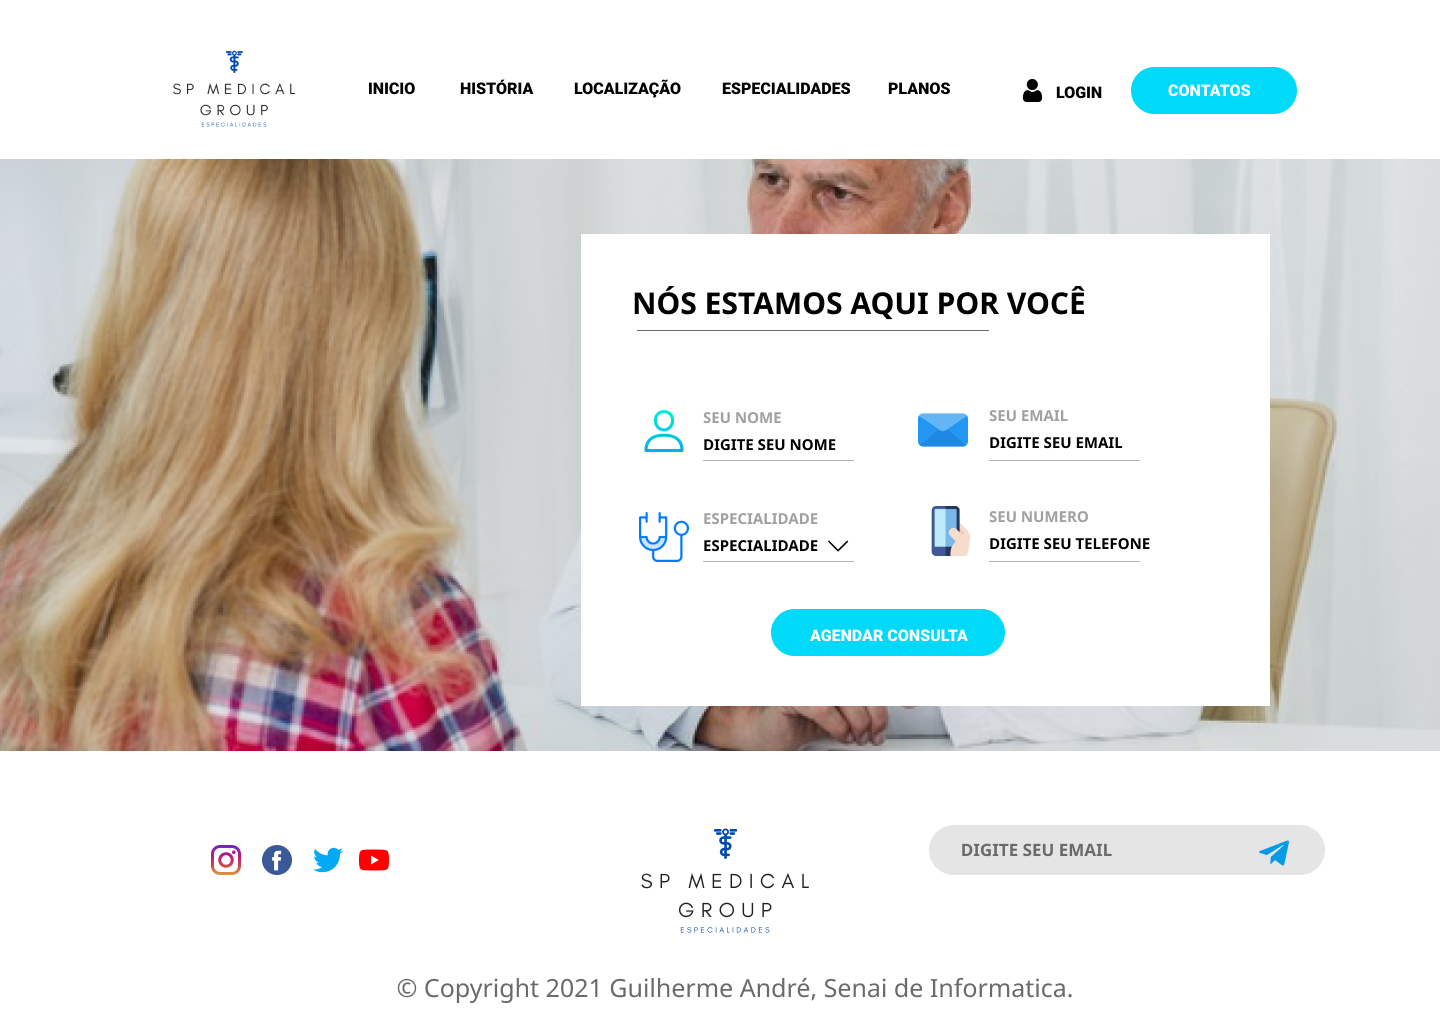 SP MEDICAL
GROUP
ESPECIALIDADES
INICIO HISTÓRIA LOCALIZAÇÃO ESPECIALIDADES PLANOS LOGIN CONTATOS
NÓS ESTAMOS AQUI POR VOCÊ
SEU NOME
DIGITE SEU NOME
SEU EMAIL
DIGITE SEU EMAIL
ESPECIALIDADE
ESPECIALIDADE
SEU NUMERO
DIGITE SEU TELEFONE
AGENDAR CONSULTA
SP MEDICAL
GROUP
ESPECIALIDADES
DIGITE SEU EMAIL
© Copyright 2021 Guilherme André, Senai de Informatica.